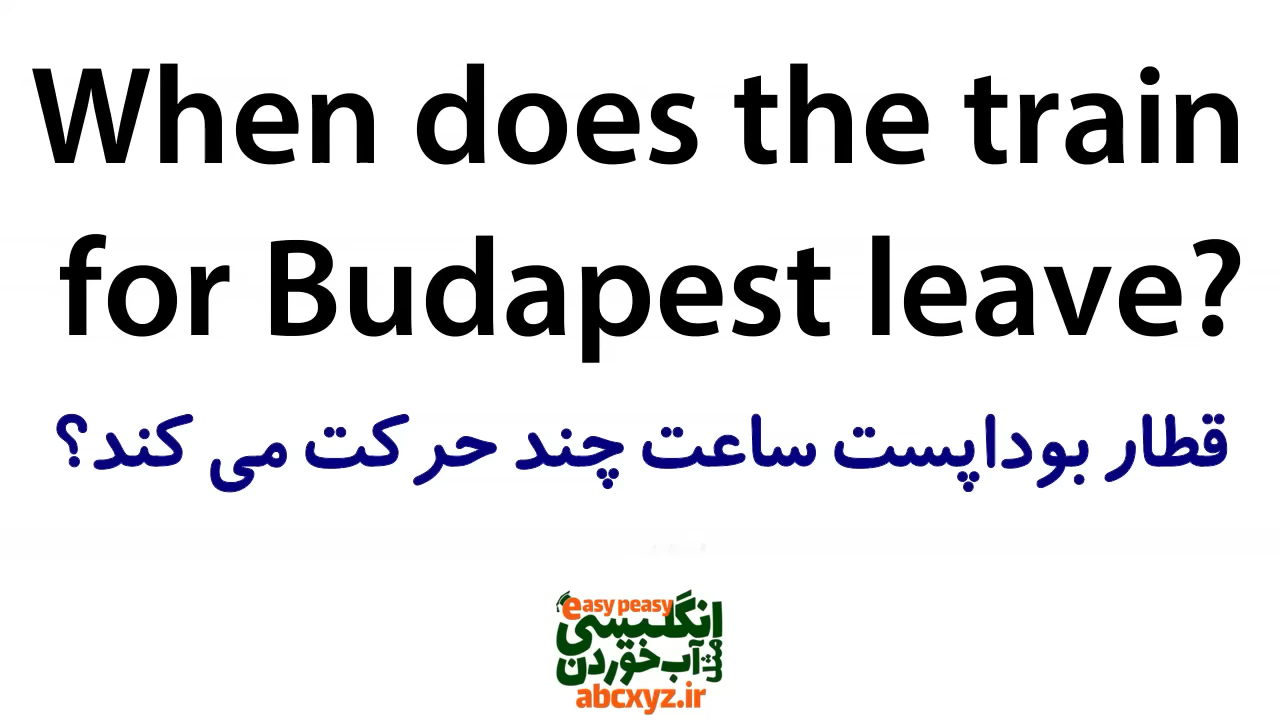 When does the train
for Budapest leave?
قطار بوداپست ساعت چند حرکت می کند؟
easy peasy
انگلیسی
مثل آب خوردن
abcxyz.ir